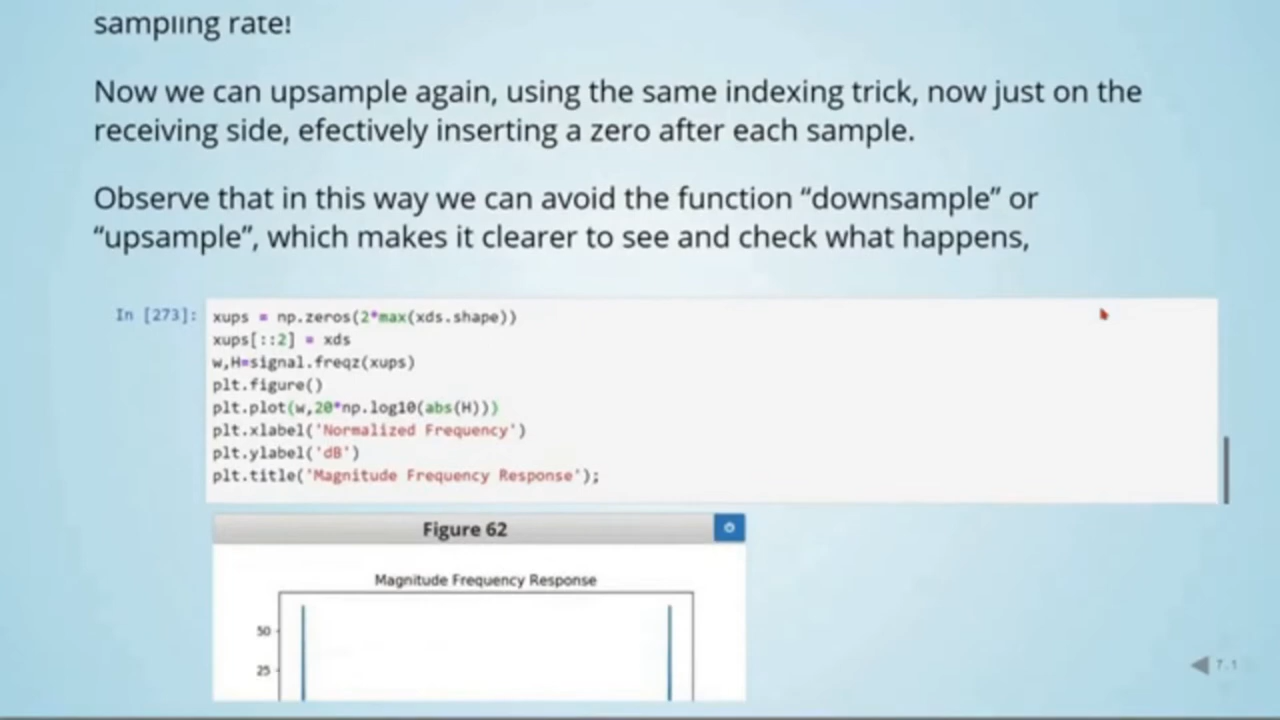 sampling rate!
Now we can upsample again, using the same indexing trick, now just on the
receiving side, efectively inserting a zero after each sample.
Observe that in this way we can avoid the function “downsample” or
“upsample”, which makes it clearer to see and check what happens,
In [273]:
xups = np.zeros(2*max(xds.shape))
xups[::2] = xds
w,H=signal.freqz(xups)
plt.figure()
plt.plot(w,20*np.log10(abs(H)))
plt.xlabel('Normalized Frequency')
plt.ylabel('dB')
plt.title('Magnitude Frequency Response');
Figure 62
Magnitude Frequency Response
50
25
7.1